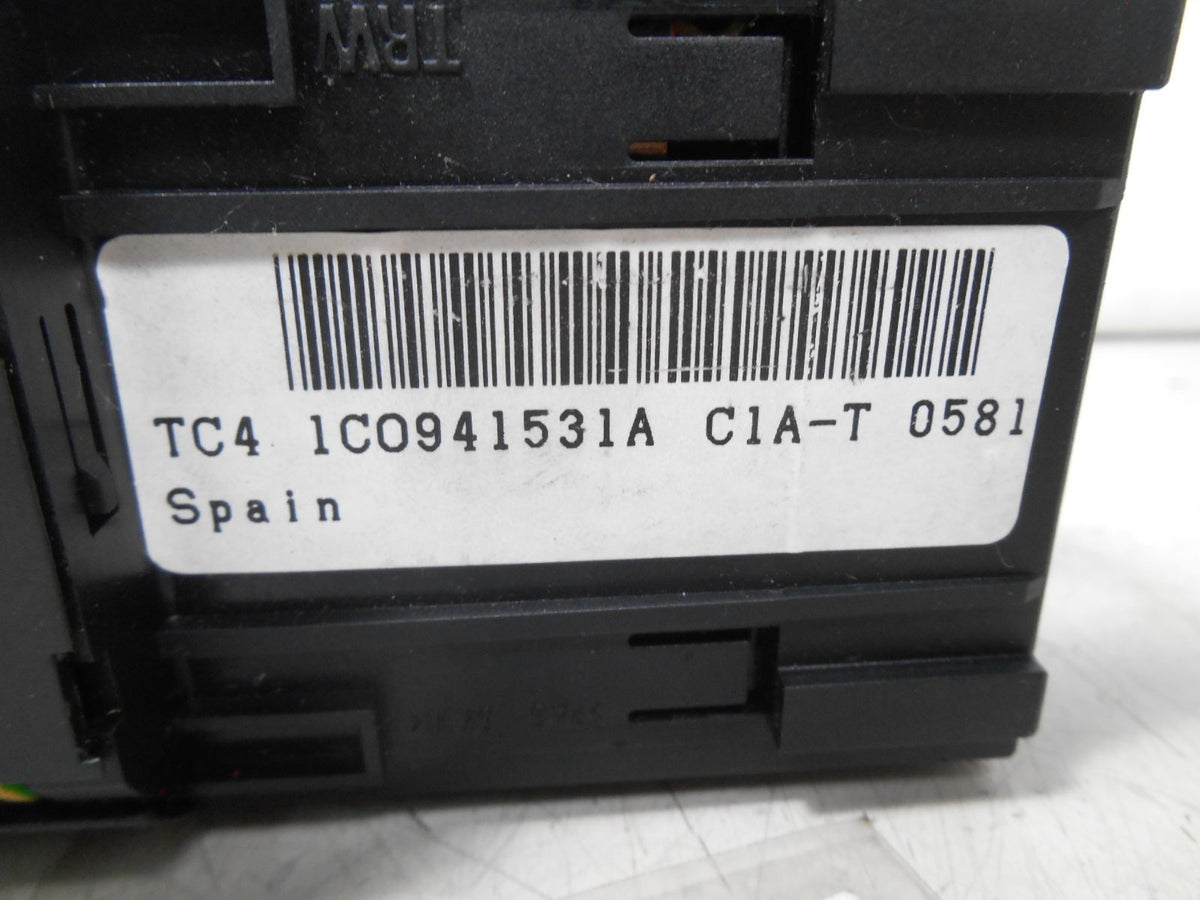 TRW
TC4 1C0941531A C1A-T 0581
Spain